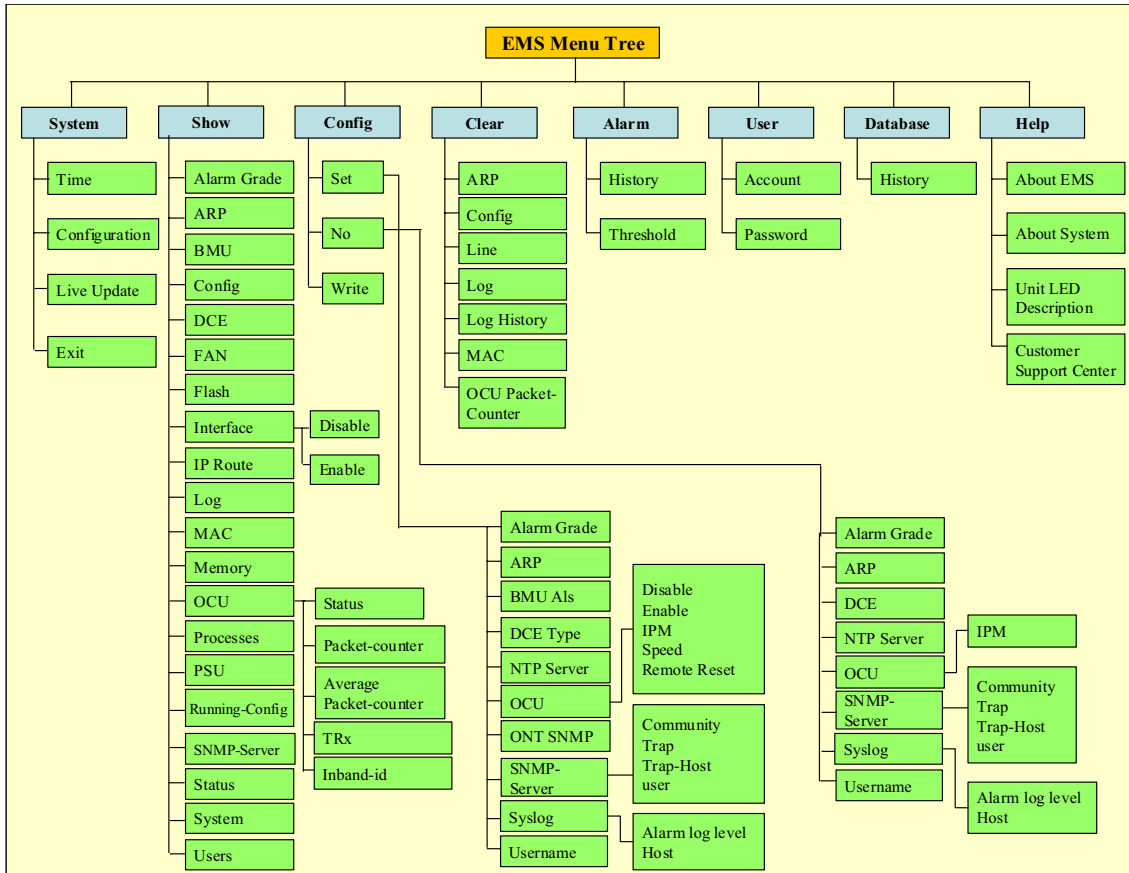 EMS Menu Tree
System
Show
Config
Clear
Alarm
User
Database
Help
Time
Configuration
Live Update
Exit
Alarm Grade
ARP
BMU
Config
DCE
FAN
Flash
Interface
IP Route
Log
MAC
Memory
OCU
Processes
PSU
Running-Config
SNMP-Server
Status
System
Users
Disable
Enable
Status
Packet-counter
Average
Packet-counter
TRx
Inband-id
Set
No
Write
Alarm Grade
ARP
BMU Als
DCE Type
NTP Server
OCU
ONT SNMP
SNMP-
Server
Syslog
Username
Disable
Enable
IPM
Speed
Remote Reset
Community
Trap
Trap-Host
user
Alarm log level
Host
Alarm Grade
ARP
DCE
NTP Server
OCU
SNMP-
Server
Syslog
Username
IPM
Community
Trap
Trap-Host
user
Alarm log level
Host
ARP
Config
Line
Log
Log History
MAC
OCU Packet-
Counter
History
Threshold
Account
Password
History
About EMS
About System
Unit LED
Description
Customer
Support Center